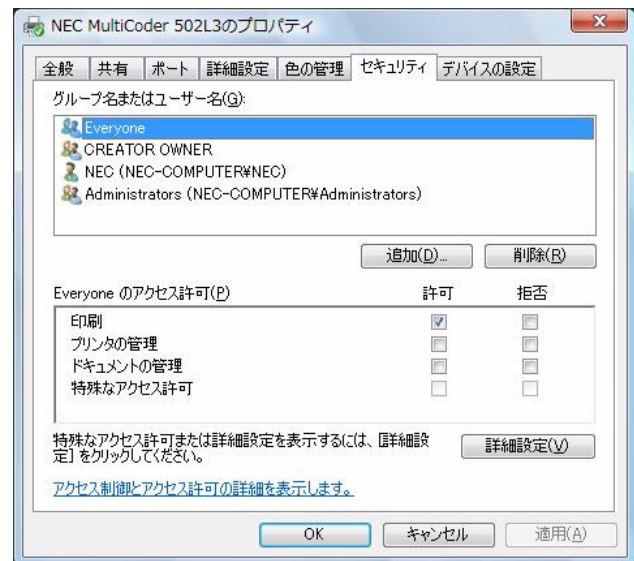 NEC MultiCoder 502L3のプロパティ
全般 共有 ポート 詳細設定 色の管理 セキュリティ デバイスの設定
グループ名またはユーザー名(G):
Everyone
CREATOR OWNER
NEC (NEC-COMPUTER¥NEC)
Administrators (NEC-COMPUTER¥Administrators)
追加(D)... 削除(R)
Everyone のアクセス許可(P) 許可 拒否
印刷
プリンタの管理
ドキュメントの管理
特殊なアクセス許可
特殊なアクセス許可または詳細設定を表示するには、[詳細設
定] をクリックしてください。
詳細設定(V)
アクセス制御とアクセス許可の詳細を表示します。
OK キャンセル 適用(A)